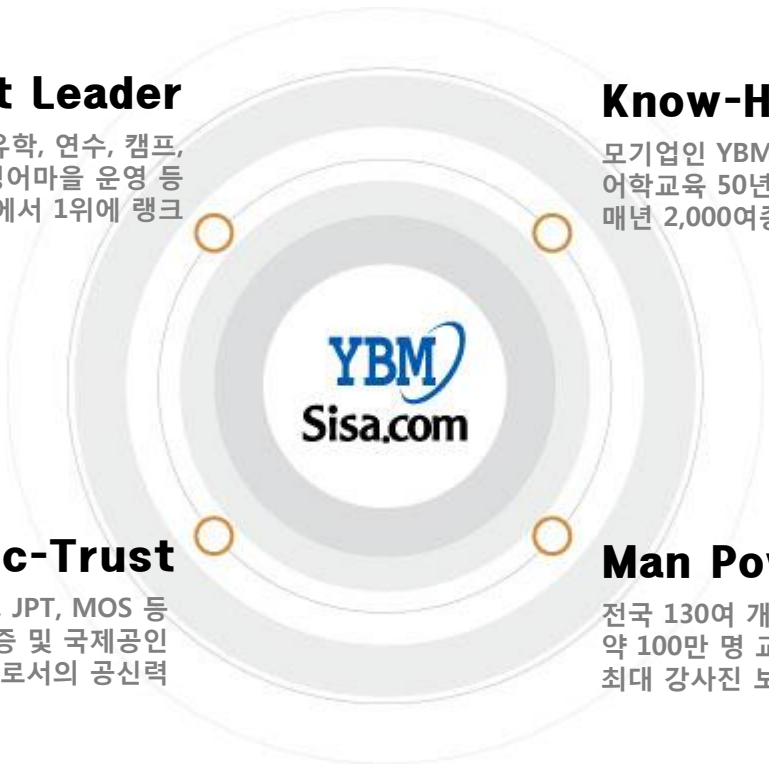 t Leader
유학, 연수, 캠프,
영어마을 운영 등
에서 1위에 랭크
Know-H
모기업인 YBM
어학교육 50년
매년 2,000여
YBM
Sisa.com
c-Trust
JPT, MOS 등
증 및 국제공인
로서의 공신력
Man Po
전국 130여 개
약 100만 명 교
최대 강사진 보